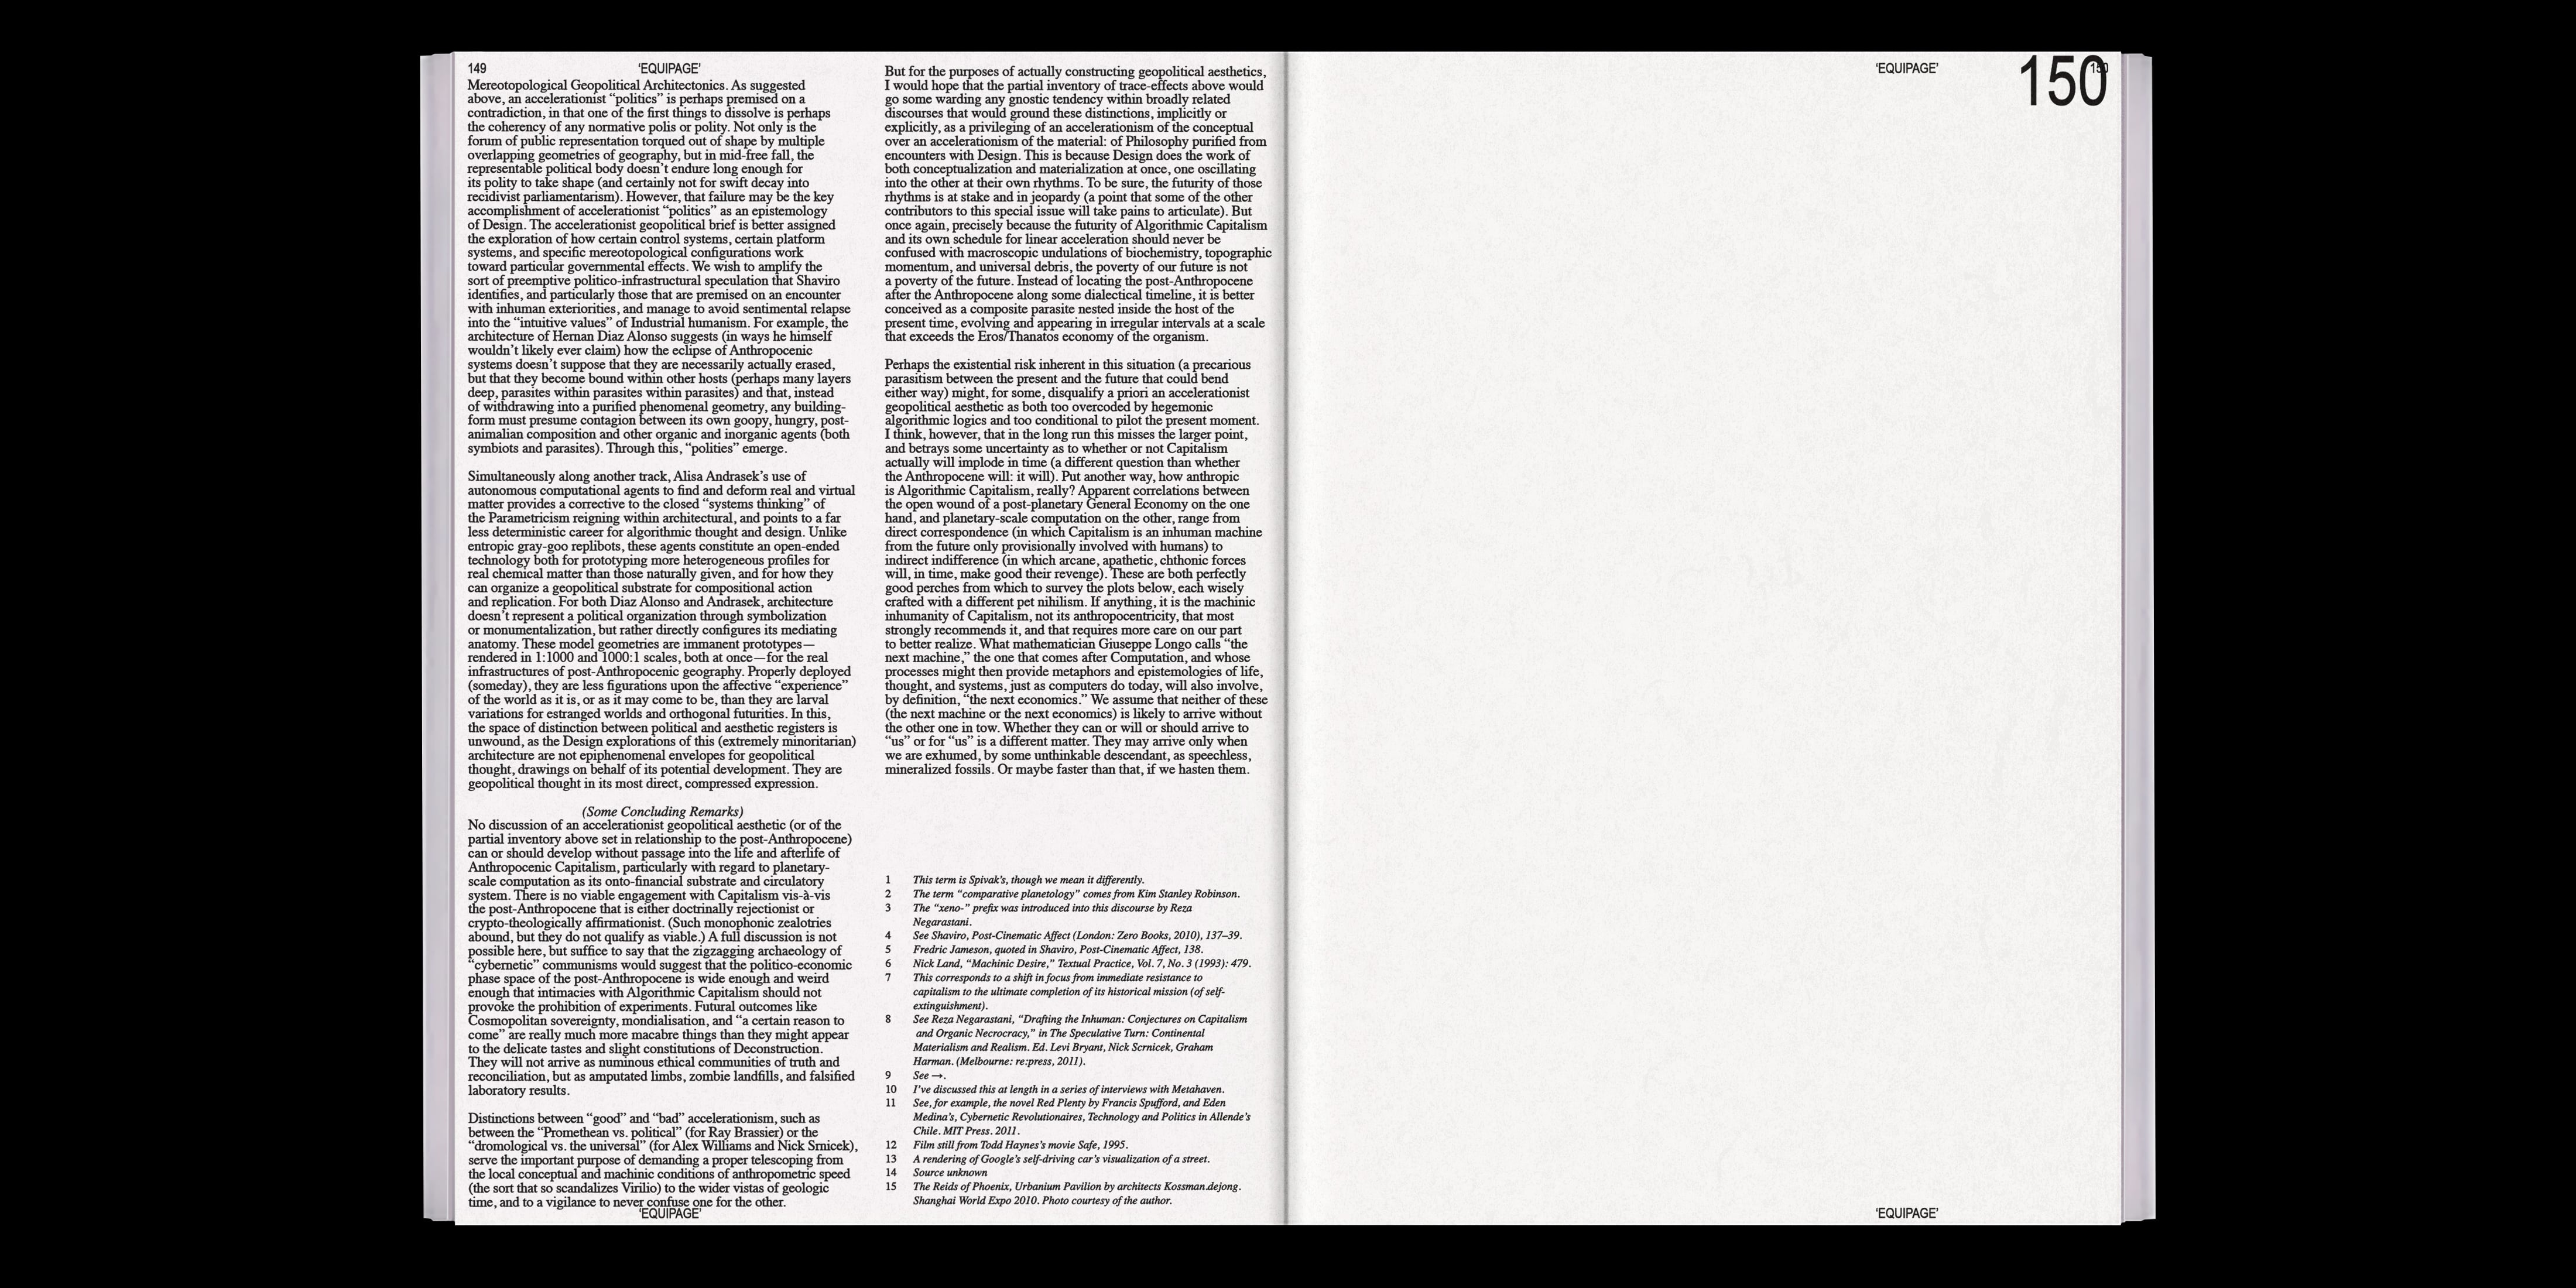 149
'EQUIPAGE'
Mereotopological Geopolitical Architectonics. As suggested
above, an accelerationist “politics” is perhaps premised on a
contradiction, in that one of the first things to dissolve is perhaps
the coherency of any normative polis or polity. Not only is the
forum of public representation torqued out of shape by multiple
overlapping geometries of geography, but in mid-free fall, the
representable political body doesn’t endure long enough for
its polity to take shape (and certainly not for swift decay into
recidivist parliamentarism). However, that failure may be the key
accomplishment of accelerationist “politics” as an epistemology
of Design. The accelerationist geopolitical brief is better assigned
the exploration of how certain control systems, certain platform
systems, and specific mereotopological configurations work
toward particular governmental effects. We wish to amplify the
sort of preemptive politico-infrastructural speculation that Shaviro
identifies, and particularly those that are premised on an encounter
with inhuman exteriorities, and manage to avoid sentimental relapse
into the “intuitive values” of Industrial humanism. For example, the
architecture of Hernan Diaz Alonso suggests (in ways he himself
wouldn’t likely ever claim) how the eclipse of Anthropocenic
systems doesn’t suppose that they are necessarily actually erased,
but that they become bound within other hosts (perhaps many layers
deep, parasites within parasites within parasites) and that, instead
of withdrawing into a purified phenomenal geometry, any building-
form must presume contagion between its own goopy, hungry, post-
animalian composition and other organic and inorganic agents (both
symbiots and parasites). Through this, “polities” emerge.
Simultaneously along another track, Alisa Andrasek’s use of
autonomous computational agents to find and deform real and virtual
matter provides a corrective to the closed “systems thinking” of
the Parametricism reigning within architectural, and points to a far
less deterministic career for algorithmic thought and design. Unlike
entropic gray-goo replibots, these agents constitute an open-ended
technology both for prototyping more heterogeneous profiles for
real chemical matter than those naturally given, and for how they
can organize a geopolitical substrate for compositional action
and replication. For both Diaz Alonso and Andrasek, architecture
doesn’t represent a political organization through symbolization
or monumentalization, but rather directly configures its mediating
anatomy. These model geometries are immanent prototypes—
rendered in 1:1000 and 1000:1 scales, both at once—for the real
infrastructures of post-Anthropocenic geography. Properly deployed
(someday), they are less figurations upon the affective “experience”
of the world as it is, or as it may come to be, than they are larval
variations for estranged worlds and orthogonal futurities. In this,
the space of distinction between political and aesthetic registers is
unwound, as the Design explorations of this (extremely minoritarian)
architecture are not epiphenomenal envelopes for geopolitical
thought, drawings on behalf of its potential development. They are
geopolitical thought in its most direct, compressed expression.
(Some Concluding Remarks)
No discussion of an accelerationist geopolitical aesthetic (or of the
partial inventory above set in relationship to the post-Anthropocene)
can or should develop without passage into the life and afterlife of
Anthropocenic Capitalism, particularly with regard to planetary-
scale computation as its onto-financial substrate and circulatory
system. There is no viable engagement with Capitalism vis-à-vis
the post-Anthropocene that is either doctrinally rejectionist or
crypto-theologically affirmationist. (Such monophonic zealotries
abound, but they do not qualify as viable.) A full discussion is not
possible here, but suffice to say that the zigzagging archaeology of
“cybernetic” communisms would suggest that the politico-economic
phase space of the post-Anthropocene is wide enough and weird
enough that intimacies with Algorithmic Capitalism should not
provoke the prohibition of experiments. Futural outcomes like
Cosmopolitan sovereignty, mondialisation, and “a certain reason to
come” are really much more macabre things than they might appear
to the delicate tastes and slight constitutions of Deconstruction.
They will not arrive as numinous ethical communities of truth and
reconciliation, but as amputated limbs, zombie landfills, and falsified
laboratory results.
Distinctions between “good” and “bad” accelerationism, such as
between the “Promethean vs. political” (for Ray Brassier) or the
“dromological vs. the universal” (for Alex Williams and Nick Srnicek),
serve the important purpose of demanding a proper telescoping from
the local conceptual and machinic conditions of anthropometric speed
(the sort that so scandalizes Virilio) to the wider vistas of geologic
time, and to a vigilance to never confuse one for the other.
'EQUIPAGE'
But for the purposes of actually constructing geopolitical aesthetics,
I would hope that the partial inventory of trace-effects above would
go some warding any gnostic tendency within broadly related
discourses that would ground these distinctions, implicitly or
explicitly, as a privileging of an accelerationism of the conceptual
over an accelerationism of the material: of Philosophy purified from
encounters with Design. This is because Design does the work of
both conceptualization and materialization at once, one oscillating
into the other at their own rhythms. To be sure, the futurity of those
rhythms is at stake and in jeopardy (a point that some of the other
contributors to this special issue will take pains to articulate). But
once again, precisely because the futurity of Algorithmic Capitalism
and its own schedule for linear acceleration should never be
confused with macroscopic undulations of biochemistry, topographic
momentum, and universal debris, the poverty of our future is not
a poverty of the future. Instead of locating the post-Anthropocene
after the Anthropocene along some dialectical timeline, it is better
conceived as a composite parasite nested inside the host of the
present time, evolving and appearing in irregular intervals at a scale
that exceeds the Eros/Thanatos economy of the organism.
Perhaps the existential risk inherent in this situation (a precarious
parasitism between the present and the future that could bend
either way) might, for some, disqualify a priori an accelerationist
geopolitical aesthetic as both too overcoded by hegemonic
algorithmic logics and too conditional to pilot the present moment.
I think, however, that in the long run this misses the larger point,
and betrays some uncertainty as to whether or not Capitalism
actually will implode in time (a different question than whether
the Anthropocene will: it will). Put another way, how anthropic
is Algorithmic Capitalism, really? Apparent correlations between
the open wound of a post-planetary General Economy on the one
hand, and planetary-scale computation on the other, range from
direct correspondence (in which Capitalism is an inhuman machine
from the future only provisionally involved with humans) to
indirect indifference (in which arcane, apathetic, chthonic forces
will, in time, make good their revenge). These are both perfectly
good perches from which to survey the plots below, each wisely
crafted with a different pet nihilism. If anything, it is the machinic
inhumanity of Capitalism, not its anthropocentricity, that most
strongly recommends it, and that requires more care on our part
to better realize. What mathematician Giuseppe Longo calls “the
next machine,” the one that comes after Computation, and whose
processes might then provide metaphors and epistemologies of life,
thought, and systems, just as computers do today, will also involve,
by definition, “the next economics.” We assume that neither of these
(the next machine or the next economics) is likely to arrive without
the other one in tow. Whether they can or will or should arrive to
“us” or for “us” is a different matter. They may arrive only when
we are exhumed, by some unthinkable descendant, as speechless,
mineralized fossils. Or maybe faster than that, if we hasten them.
1 This term is Spivak’s, though we mean it differently.
2 The term “comparative planetology” comes from Kim Stanley Robinson.
3 The “xeno-” prefix was introduced into this discourse by Reza
Negarastani.
4 See Shaviro, Post-Cinematic Affect (London: Zero Books, 2010), 137–39.
5 Fredric Jameson, quoted in Shaviro, Post-Cinematic Affect, 138.
6 Nick Land, “Machinic Desire,” Textual Practice, Vol. 7, No. 3 (1993): 479.
7 This corresponds to a shift in focus from immediate resistance to
capitalism to the ultimate completion of its historical mission (of self-
extinguishment).
8 See Reza Negarastani, “Drafting the Inhuman: Conjectures on Capitalism
and Organic Necrocracy,” in The Speculative Turn: Continental
Materialism and Realism. Ed. Levi Bryant, Nick Scrnicek, Graham
Harman. (Melbourne: re:press, 2011).
9 See →.
10 I’ve discussed this at length in a series of interviews with Metahaven.
11 See, for example, the novel Red Plenty by Francis Spufford, and Eden
Medina’s, Cybernetic Revolutionaires, Technology and Politics in Allende’s
Chile. MIT Press. 2011.
12 Film still from Todd Haynes’s movie Safe, 1995.
13 A rendering of Google’s self-driving car’s visualization of a street.
14 Source unknown
15 The Reids of Phoenix, Urbanium Pavilion by architects Kossman.dejong.
Shanghai World Expo 2010. Photo courtesy of the author.
'EQUIPAGE'
150
150
'EQUIPAGE'